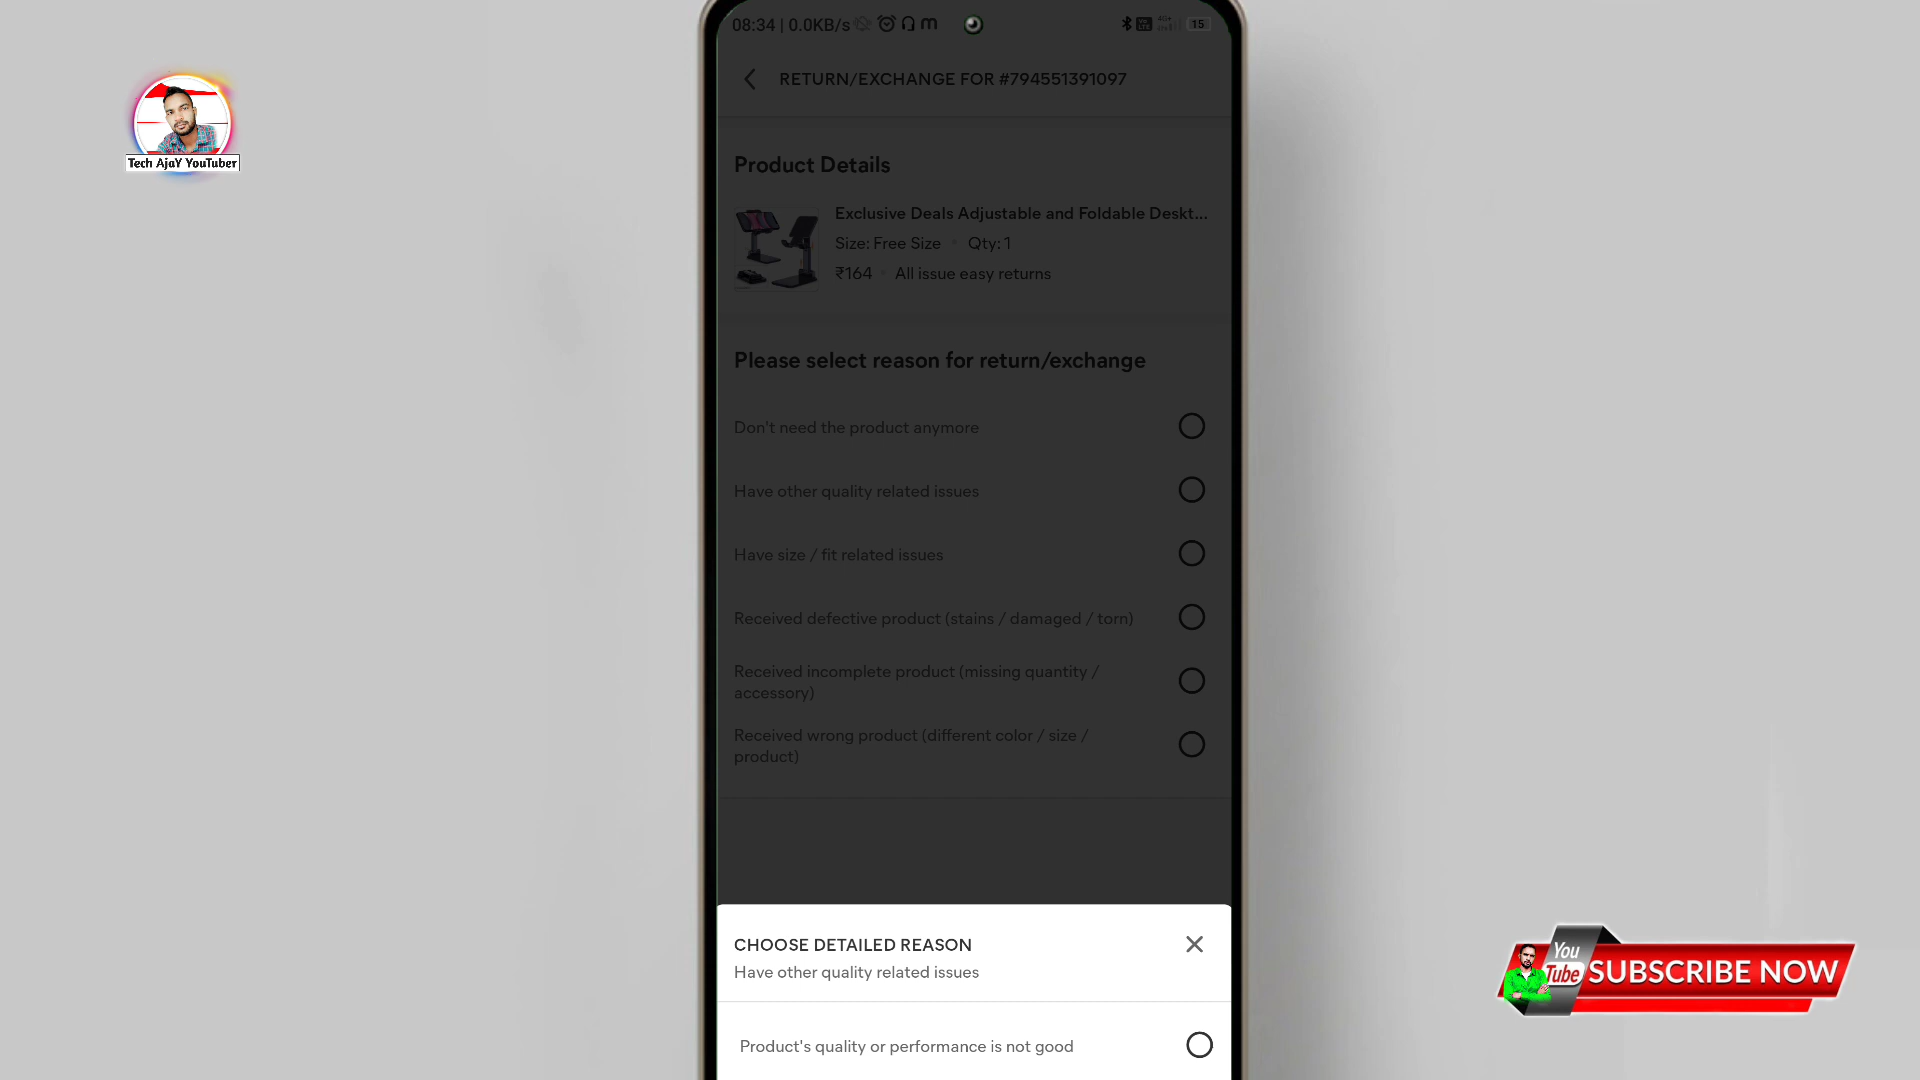 08:34 | 0.0KB/s
15
RETURN/EXCHANGE FOR #794551391097
Tech AjaY YouTuber
Product Details
Exclusive Deals Adjustable and Foldable Deskt...
Size: Free Size • Qty: 1
₹164 • All issue easy returns
Please select reason for return/exchange
Don't need the product anymore
Have other quality related issues
Have size / fit related issues
Received defective product (stains / damaged / torn)
Received incomplete product (missing quantity /
accessory)
Received wrong product (different color / size /
product)
CHOOSE DETAILED REASON
Have other quality related issues
You
Tube
SUBSCRIBE NOW
Product's quality or performance is not good